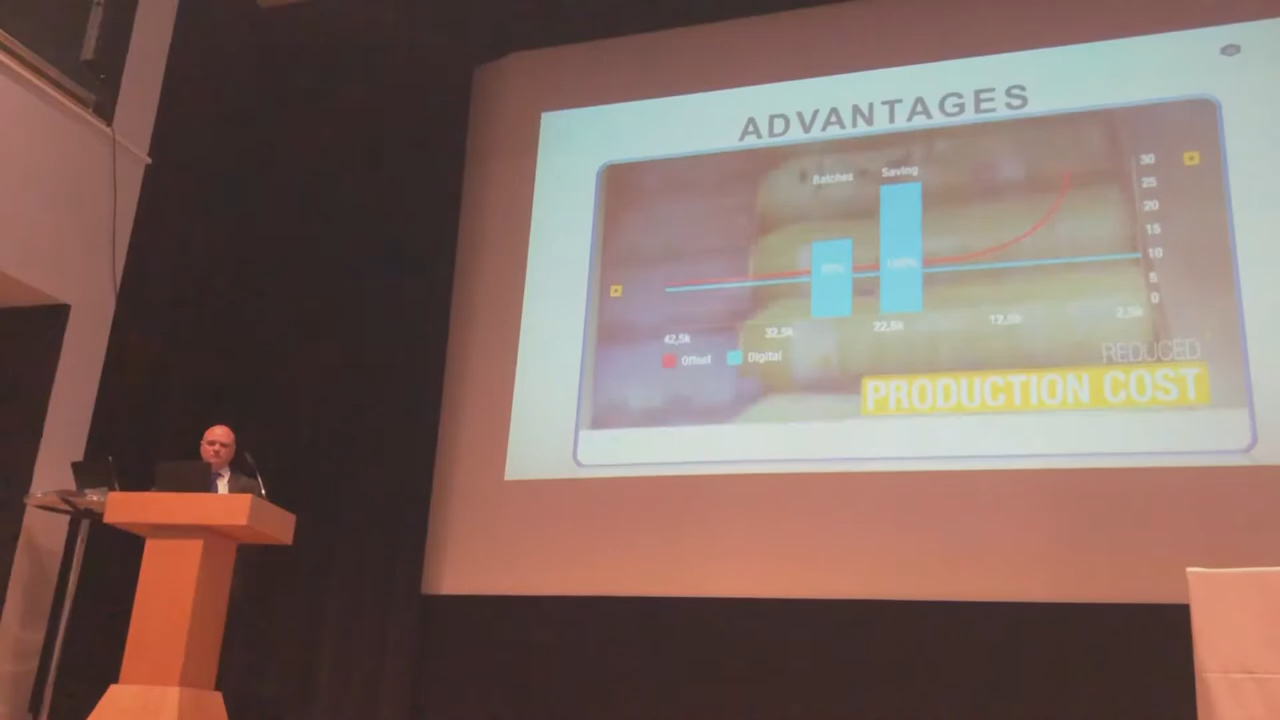 ADVANTAGES
Batches Saving
100%
30
25
20
15
10
5
0
42,5k 32,5k 22,5k 12,5k 2,5k
Offset Digital
REDUCED
PRODUCTION COST